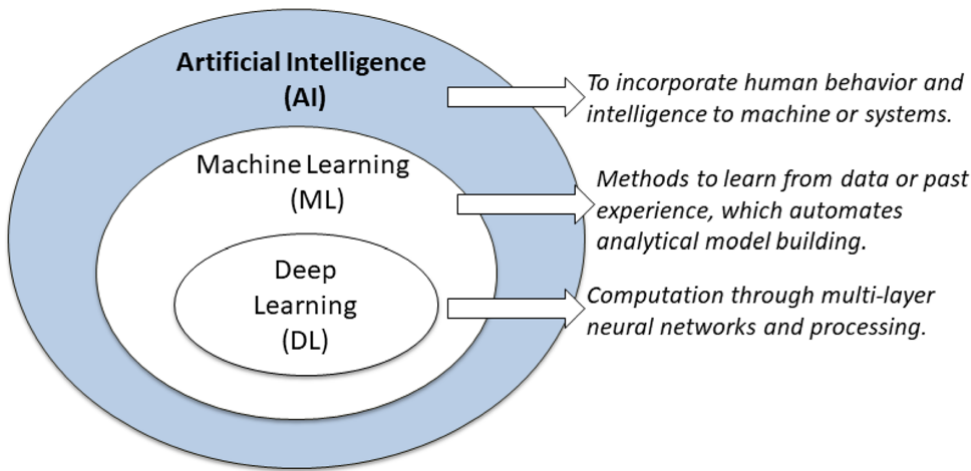 Artificial Intelligence
(AI)
To incorporate human behavior and
intelligence to machine or systems.
Machine Learning
(ML)
Methods to learn from data or past
experience, which automates
analytical model building.
Deep
Learning
(DL)
Computation through multi-layer
neural networks and processing.